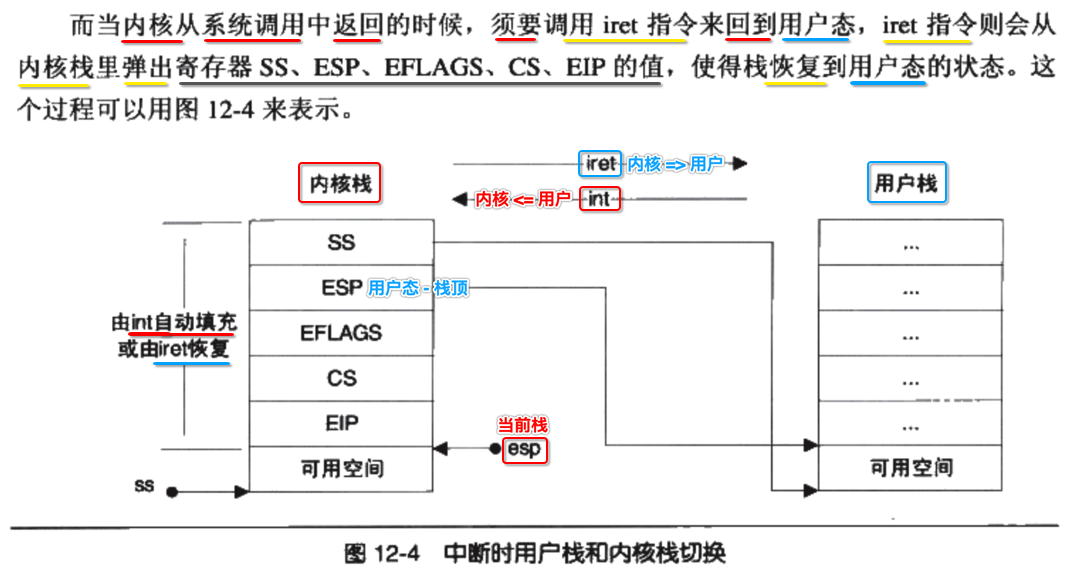 而当内核从系统调用中返回的时候，须要调用 iret 指令来回到用户态，iret 指令则会从
内核栈里弹出寄存器 SS、ESP、EFLAGS、CS、EIP 的值，使得栈恢复到用户态的状态。这
个过程可以用图 12-4 来表示。
内核栈
iret 内核 => 用户
内核 <= 用户 int
用户栈
SS
...
ESP 用户态 - 栈顶
...
由int自动填充
或由iret恢复
EFLAGS
...
CS
...
EIP
...
当前栈
esp
可用空间
可用空间
ss
图 12-4 中断时用户栈和内核栈切换